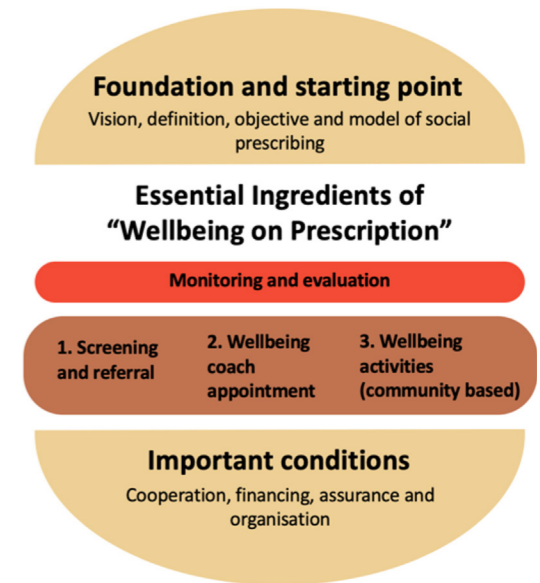 Foundation and starting point
Vision, definition, objective and model of social
prescribing
Essential Ingredients of
“Wellbeing on Prescription”
Monitoring and evaluation
1. Screening
and referral
2. Wellbeing
coach
appointment
3. Wellbeing
activities
(community based)
Important conditions
Cooperation, financing, assurance and
organisation